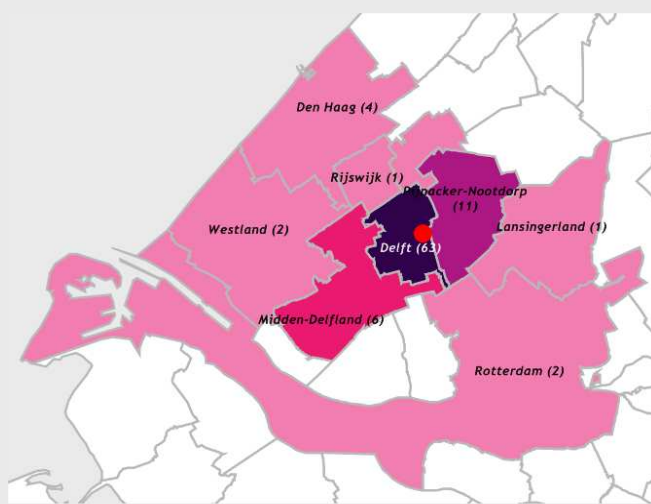 Den Haag (4)
Rijswijk (1)
Pijnacker-Nootdorp
(11)
Westland (2)
Lansingerland (1)
Delft (63)
Midden-Delfland (6)
Rotterdam (2)